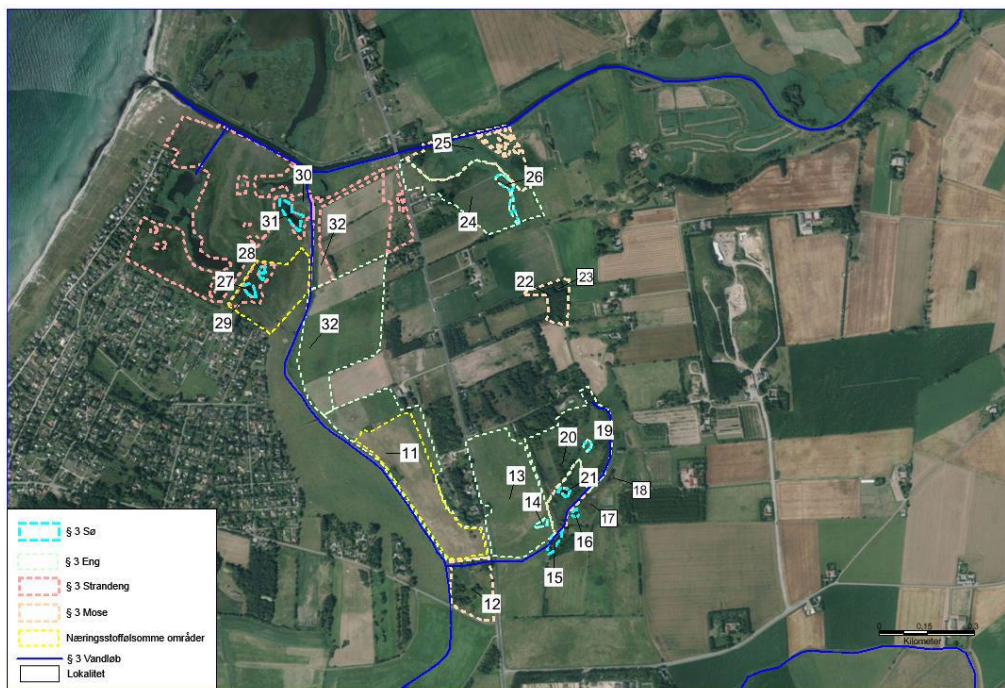 25
26
30
24
31
32
28
27
22
23
29
32
11
19
20
13
21
18
14
17
16
15
12
§ 3 Sø
§ 3 Eng
§ 3 Strandeng
§ 3 Mose
Næringsstoffølsomme områder
§ 3 Vandløb
Lokalitet
0 0,15 0,3
Kilometer